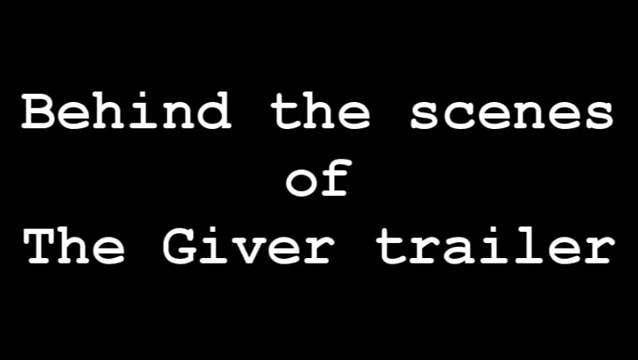 Behind the scenes
of
The Giver trailer